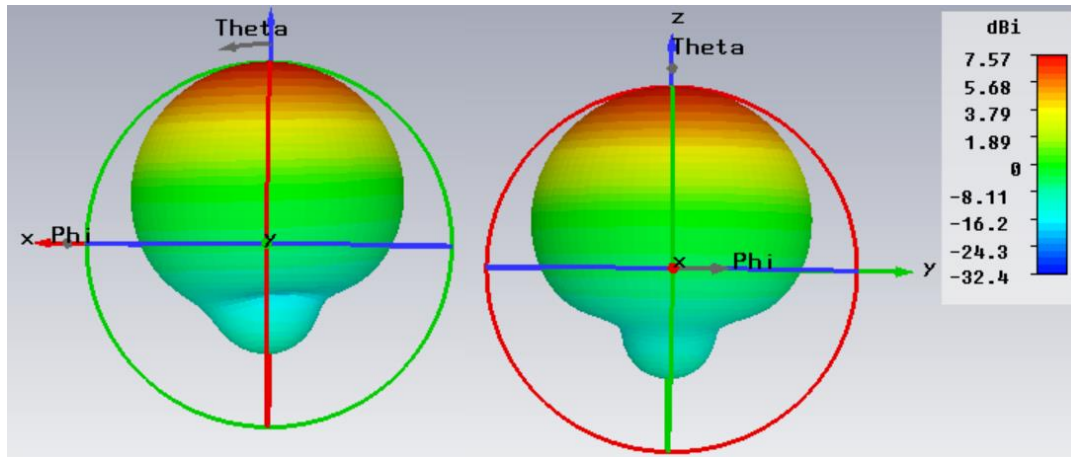 Theta
x Phi
y
z
Theta
x
Phi
y
dBi
7.57
5.68
3.79
1.89
0
-8.11
-16.2
-24.3
-32.4